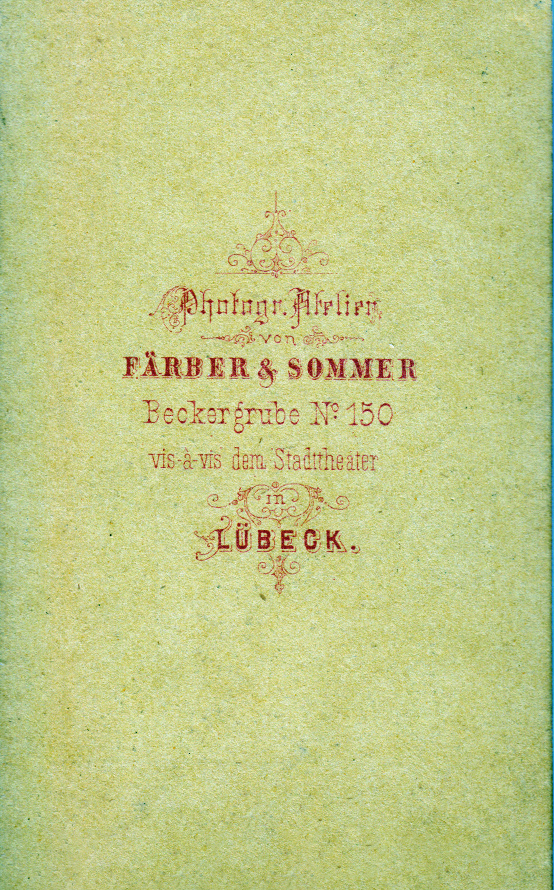 Photogr. Atelier
von
FÄRBER & SOMMER
Beckergrube No 150
vis-à-vis dem Stadttheater
in
LÜBECK.